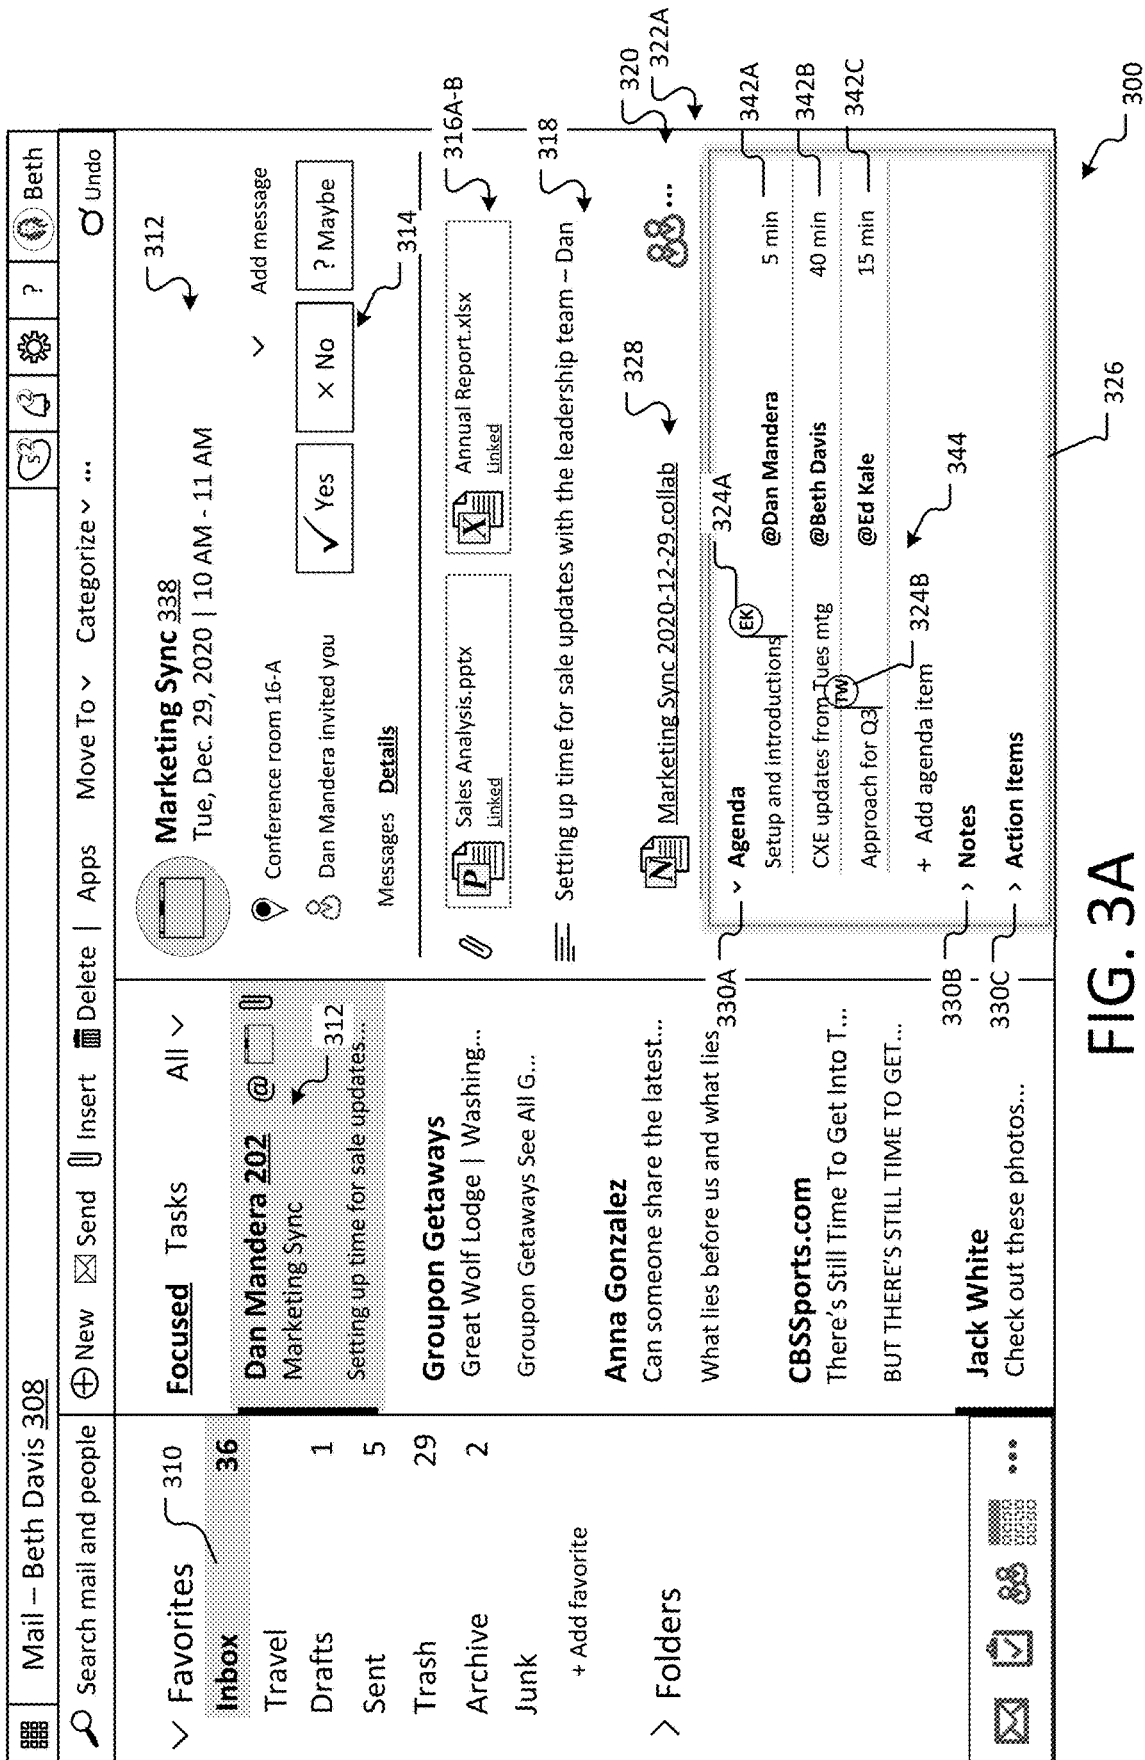 Mail – Beth Davis 308
s 2
2
?
Beth
Search mail and people
New
Send
Insert
Delete |
Apps
Move To
Categorize
...
Undo
Favorites
310
Inbox 36
Travel
Drafts 1
Sent 5
Trash 29
Archive 2
Junk
+ Add favorite
Folders
...
Focused Tasks All
Dan Mandera 202 @
Marketing Sync
312
Setting up time for sale updates...
Groupon Getaways
Great Wolf Lodge | Washing...
Groupon Getaways See All G...
Anna Gonzalez
Can someone share the latest...
What lies before us and what lies
CBSSports.com
There's Still Time To Get Into T...
BUT THERE'S STILL TIME TO GET...
Jack White
Check out these photos...
Marketing Sync 338
312
Tue, Dec. 29, 2020 | 10 AM - 11 AM
Conference room 16-A
Add message
Dan Mandera invited you
Yes
× No
? Maybe
314
Messages Details
316A-B
P
Sales Analysis.pptx
Linked
X
Annual Report.xlsx
Linked
318
Setting up time for sale updates with the leadership team – Dan
320
322A
328
N
Marketing Sync 2020-12-29.collab
...
324A
330A
Agenda
EK
342A
Setup and introductions @Dan Mandera 5 min
342B
CXE updates from Tues mtg @Beth Davis 40 min
TW
342C
Approach for Q3 @Ed Kale 15 min
324B
344
+ Add agenda item
330B
Notes
330C
Action Items
326
300
FIG. 3A